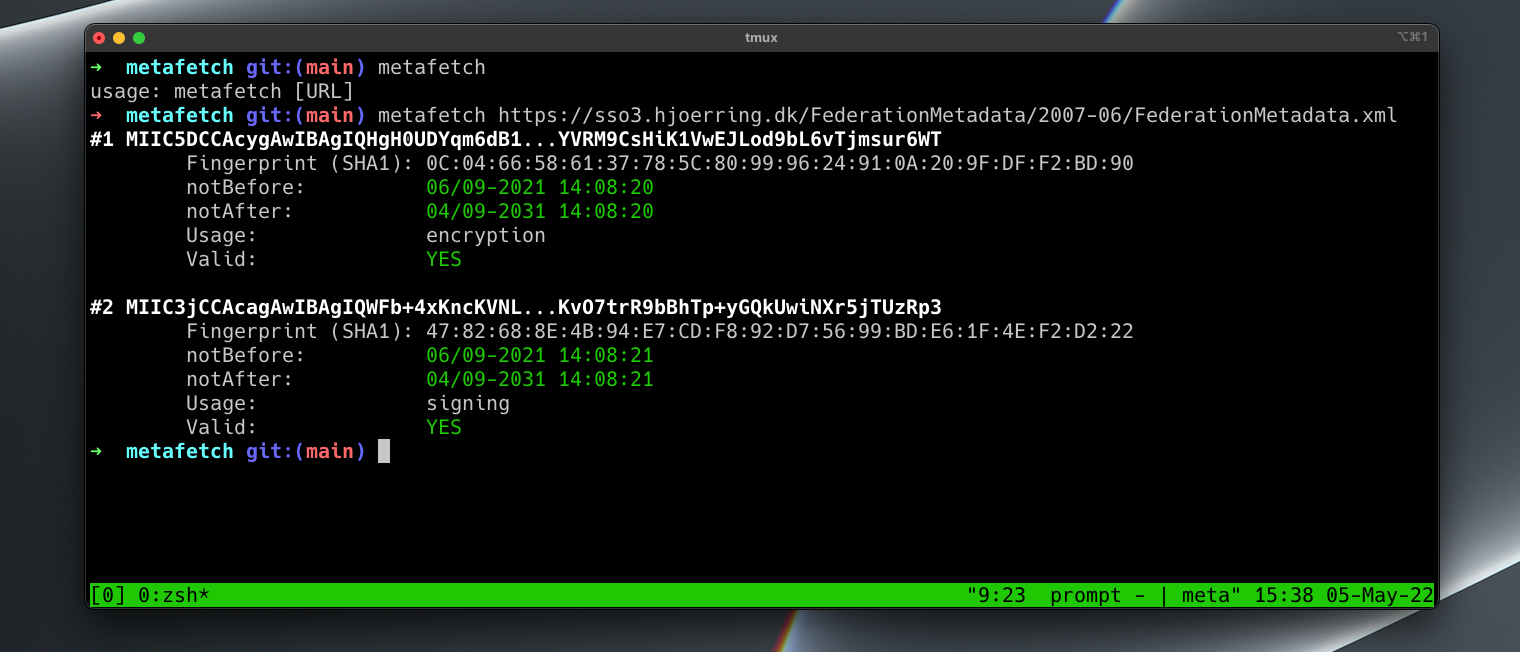 tmux
⌥⌘1
→ metafetch git:(main) metafetch
usage: metafetch [URL]
→ metafetch git:(main) metafetch https://sso3.hjoerring.dk/FederationMetadata/2007-06/FederationMetadata.xml
#1 MIIC5DCCAcygAwIBAgIQHgH0UDYqm6dB1...YVRM9CsHiK1VwEJLod9bL6vTjmsur6WT
Fingerprint (SHA1): 0C:04:66:58:61:37:78:5C:80:99:96:24:91:0A:20:9F:DF:F2:BD:90
notBefore: 06/09-2021 14:08:20
notAfter: 04/09-2031 14:08:20
Usage: encryption
Valid: YES
#2 MIIC3jCCAcagAwIBAgIQWFb+4xKncKVNL...KvO7trR9bBhTp+yGQkUwiNXr5jTUzRp3
Fingerprint (SHA1): 47:82:68:8E:4B:94:E7:CD:F8:92:D7:56:99:BD:E6:1F:4E:F2:D2:22
notBefore: 06/09-2021 14:08:21
notAfter: 04/09-2031 14:08:21
Usage: signing
Valid: YES
→ metafetch git:(main)
[0] 0:zsh* "9:23 prompt - | meta" 15:38 05-May-22